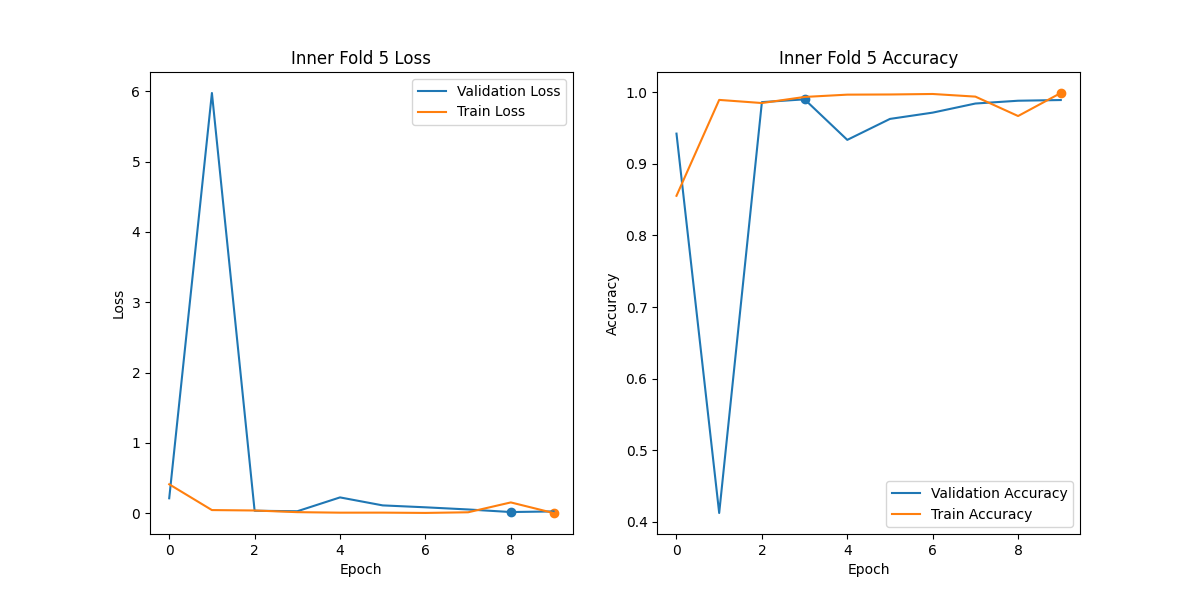 Inner Fold 5 Loss
Validation Loss
Train Loss
6
5
4
3
2
1
0
Loss
0 2 4 6 8
Epoch
Inner Fold 5 Accuracy
1.0
0.9
0.8
0.7
0.6
0.5
0.4
Accuracy
Validation Accuracy
Train Accuracy
0 2 4 6 8
Epoch